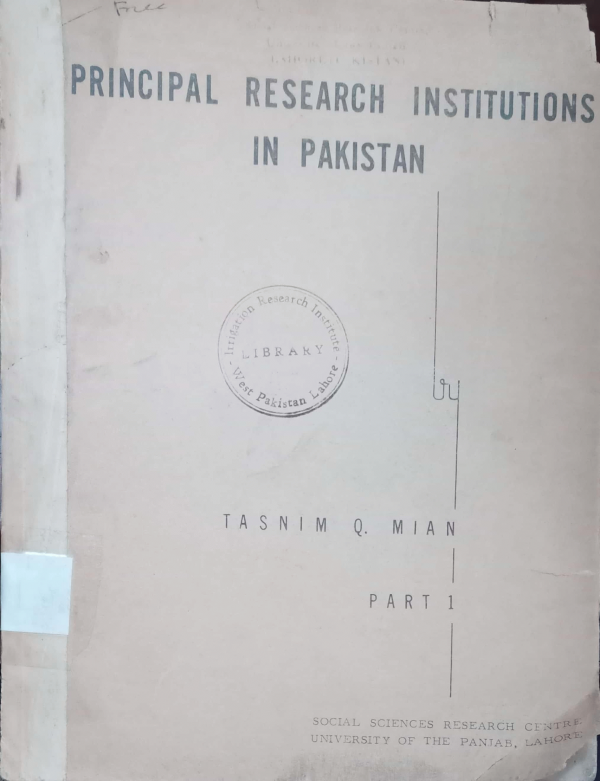 Free
PRINCIPAL RESEARCH INSTITUTIONS
IN PAKISTAN
Irritation Research Institute
LIBRARY
- West Pakistan Lahore -
by
TASNIM Q. MIAN
PART 1
SOCIAL SCIENCES RESEARCH CENTRE
UNIVERSITY OF THE PANJAB, LAHORE